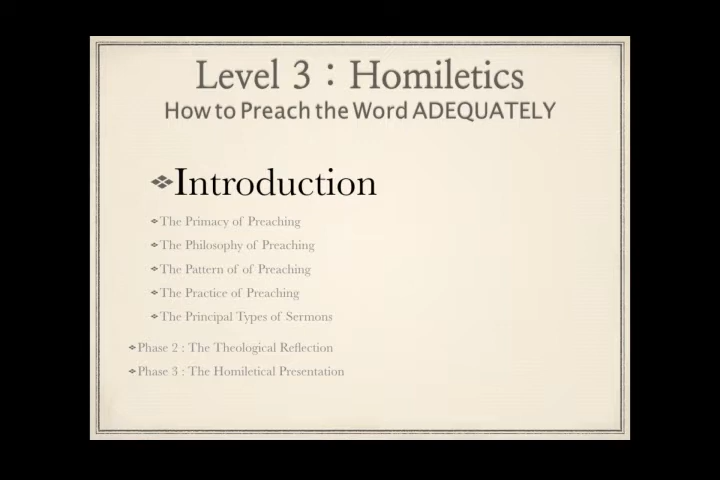 Level 3 : Homiletics
How to Preach the Word ADEQUATELY
Introduction
The Primacy of Preaching
The Philosophy of Preaching
The Pattern of of Preaching
The Practice of Preaching
The Principal Types of Sermons
Phase 2 : The Theological Reflection
Phase 3 : The Homiletical Presentation